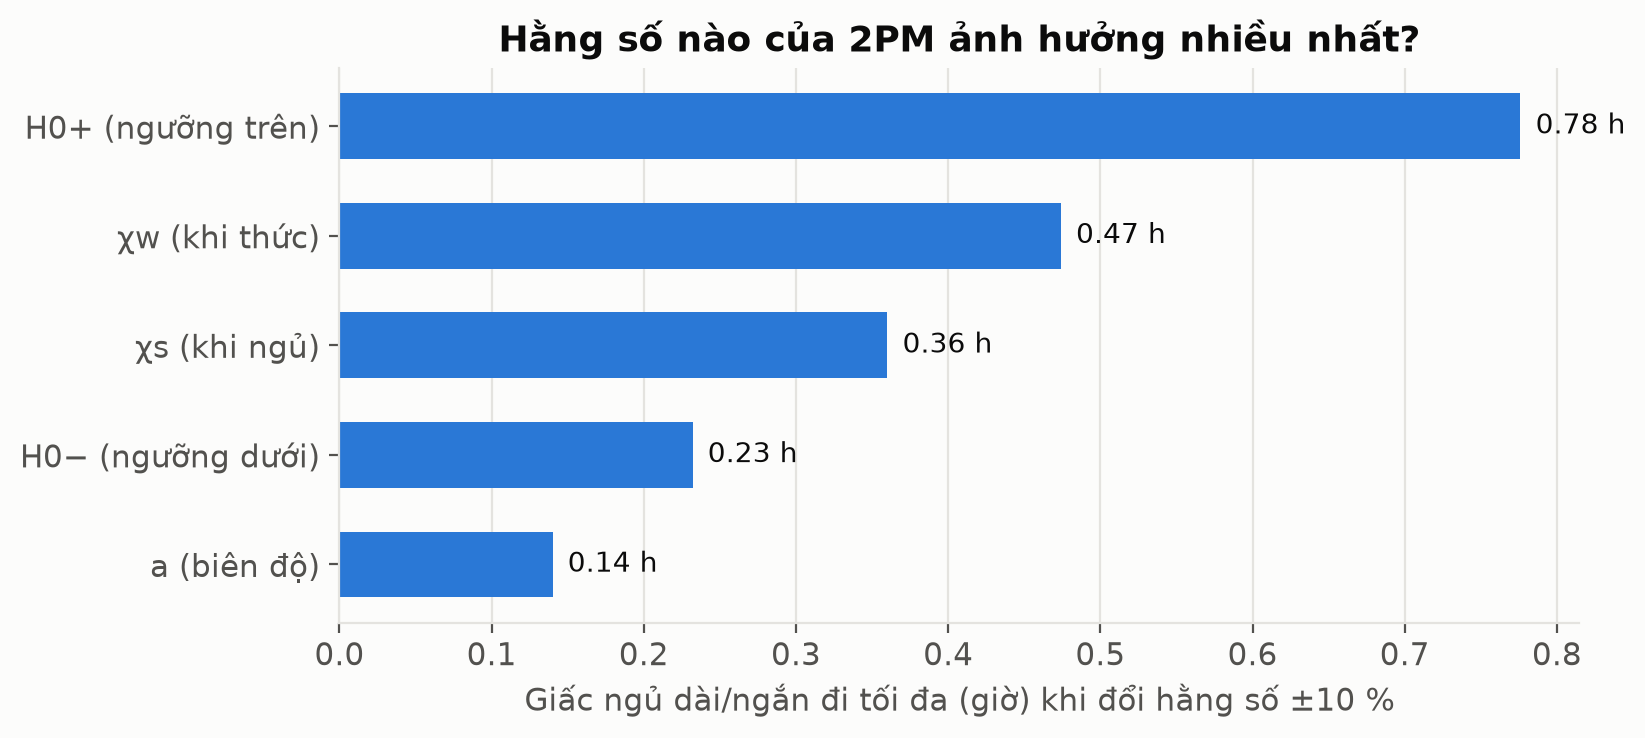 Hằng số nào của 2PM ảnh hưởng nhiều nhất?
H0+ (ngưỡng trên)
0.78 h
χw (khi thức)
0.47 h
χs (khi ngủ)
0.36 h
H0− (ngưỡng dưới)
0.23 h
a (biên độ)
0.14 h
0.0 0.1 0.2 0.3 0.4 0.5 0.6 0.7 0.8
Giấc ngủ dài/ngắn đi tối đa (giờ) khi đổi hằng số ±10 %